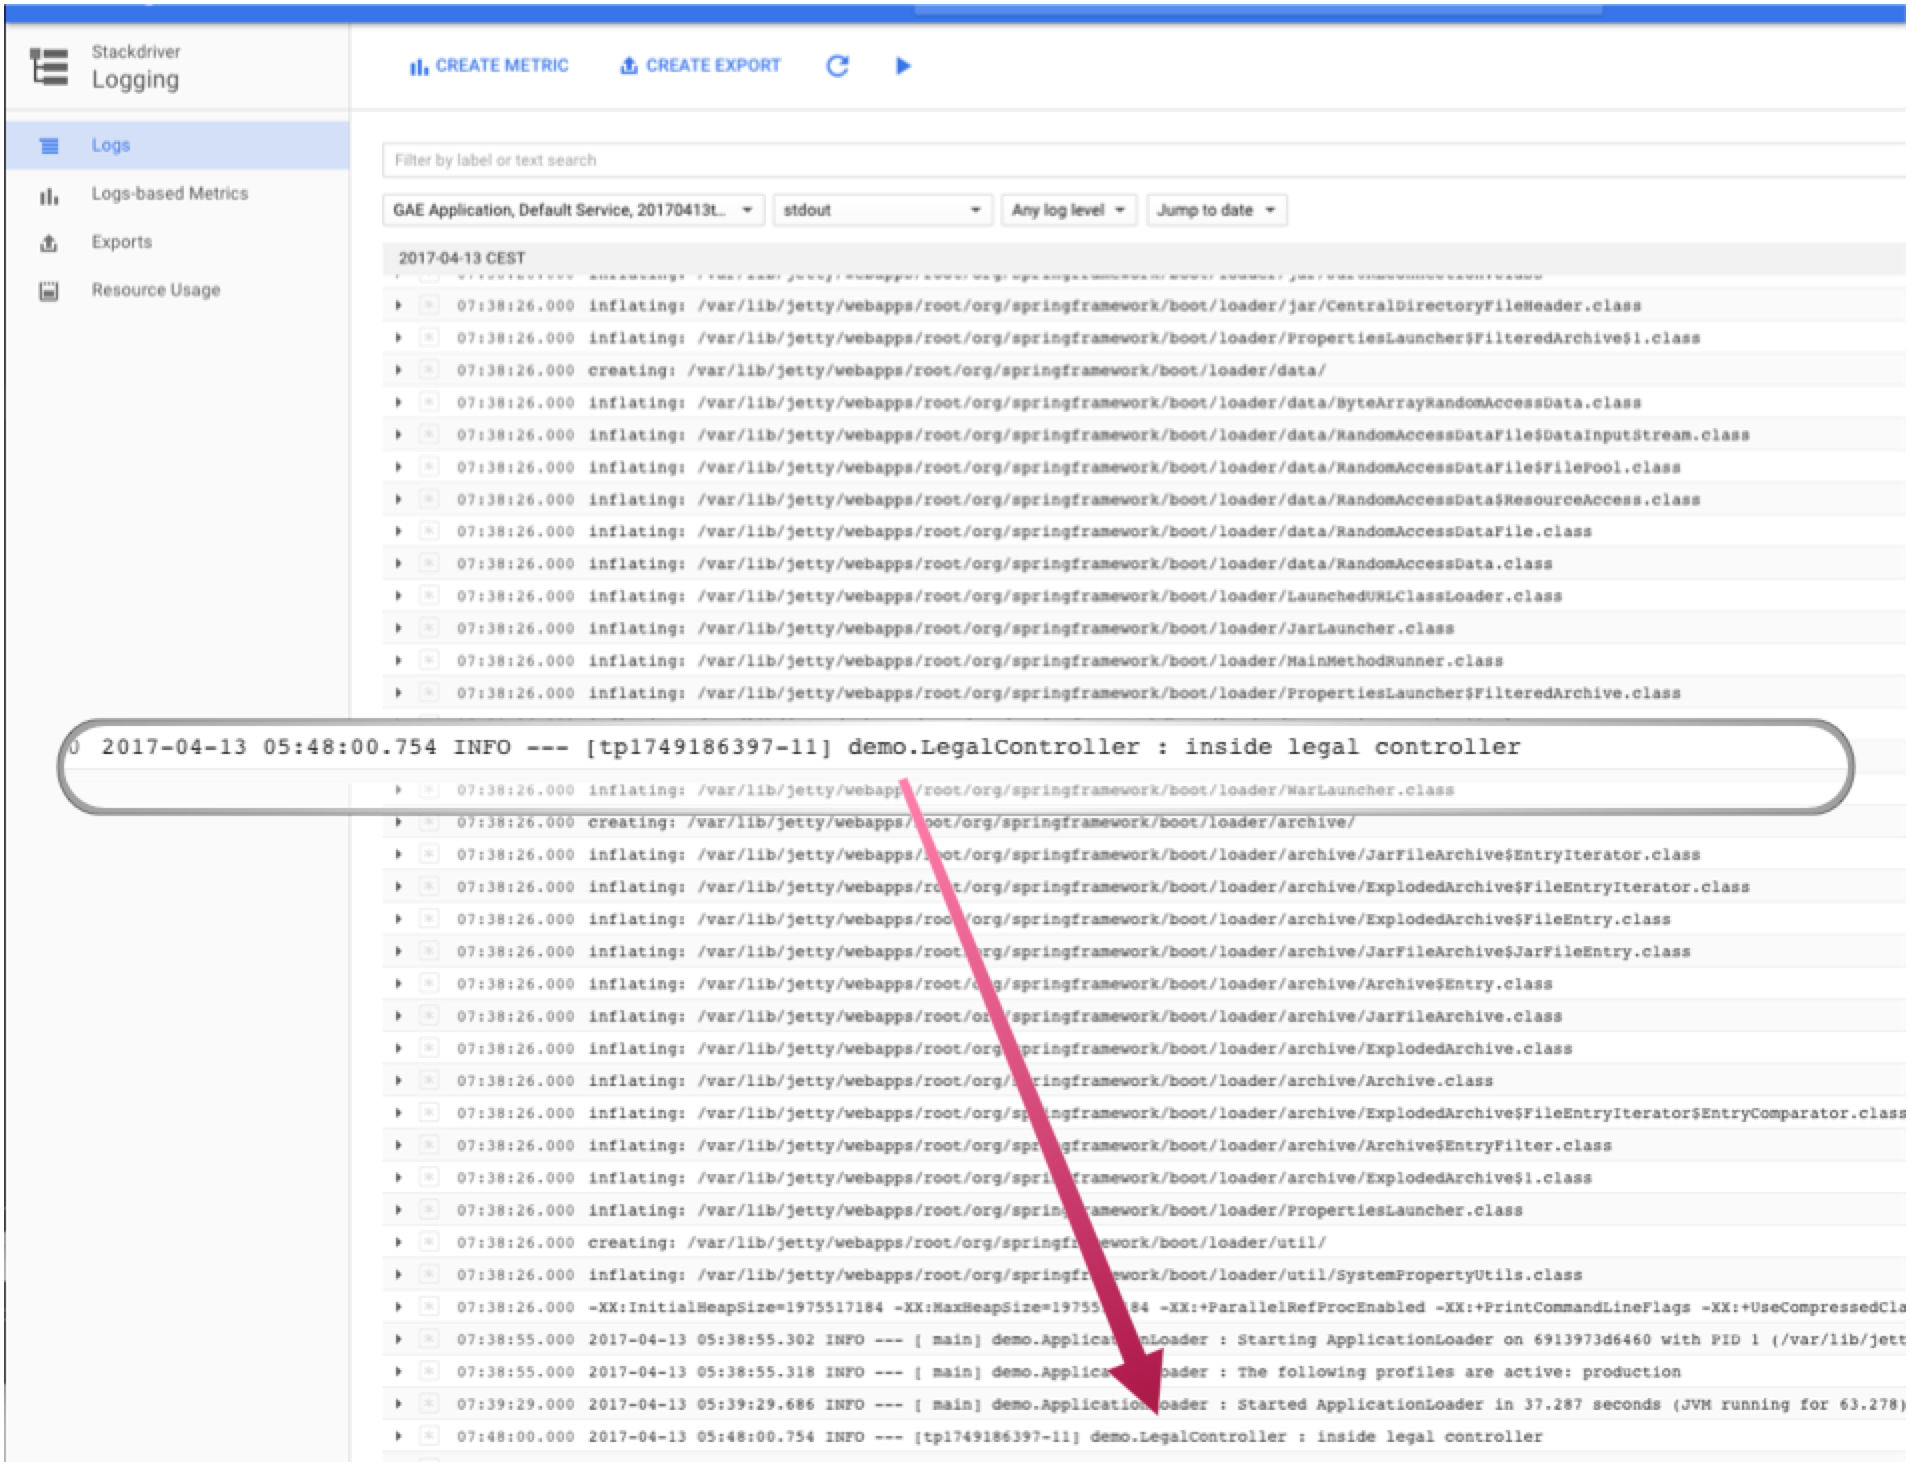 Stackdriver
Logging
CREATE METRIC
CREATE EXPORT
Logs
Logs-based Metrics
Exports
Resource Usage
Filter by label or text search
GAE Application, Default Service, 20170413t... stdout Any log level Jump to date
2017-04-13 CEST
07:38:26.000 inflating: /var/lib/jetty/webapps/root/org/springframework/boot/loader/jar/CentralDirectoryFileHeader.class
07:38:26.000 inflating: /var/lib/jetty/webapps/root/org/springframework/boot/loader/PropertiesLauncher$FilteredArchive$1.class
07:38:26.000 creating: /var/lib/jetty/webapps/root/org/springframework/boot/loader/data/
07:38:26.000 inflating: /var/lib/jetty/webapps/root/org/springframework/boot/loader/data/ByteArrayRandomAccessData.class
07:38:26.000 inflating: /var/lib/jetty/webapps/root/org/springframework/boot/loader/data/RandomAccessDataFile$DataInputStream.class
07:38:26.000 inflating: /var/lib/jetty/webapps/root/org/springframework/boot/loader/data/RandomAccessDataFile$FilePool.class
07:38:26.000 inflating: /var/lib/jetty/webapps/root/org/springframework/boot/loader/data/RandomAccessData$ResourceAccess.class
07:38:26.000 inflating: /var/lib/jetty/webapps/root/org/springframework/boot/loader/data/RandomAccessDataFile.class
07:38:26.000 inflating: /var/lib/jetty/webapps/root/org/springframework/boot/loader/data/RandomAccessData.class
07:38:26.000 inflating: /var/lib/jetty/webapps/root/org/springframework/boot/loader/LaunchedURLClassLoader.class
07:38:26.000 inflating: /var/lib/jetty/webapps/root/org/springframework/boot/loader/JarLauncher.class
07:38:26.000 inflating: /var/lib/jetty/webapps/root/org/springframework/boot/loader/MainMethodRunner.class
07:38:26.000 inflating: /var/lib/jetty/webapps/root/org/springframework/boot/loader/PropertiesLauncher$FilteredArchive.class
0 2017-04-13 05:48:00.754 INFO --- [tp1749186397-11] demo.LegalController : inside legal controller
07:38:26.000 inflating: /var/lib/jetty/webapps/root/org/springframework/boot/loader/WarLauncher.class
07:38:26.000 creating: /var/lib/jetty/webapps/root/org/springframework/boot/loader/archive/
07:38:26.000 inflating: /var/lib/jetty/webapps/root/org/springframework/boot/loader/archive/JarFileArchive$EntryIterator.class
07:38:26.000 inflating: /var/lib/jetty/webapps/root/org/springframework/boot/loader/archive/ExplodedArchive$FileEntryIterator.class
07:38:26.000 inflating: /var/lib/jetty/webapps/root/org/springframework/boot/loader/archive/ExplodedArchive$FileEntry.class
07:38:26.000 inflating: /var/lib/jetty/webapps/root/org/springframework/boot/loader/archive/JarFileArchive$JarFileEntry.class
07:38:26.000 inflating: /var/lib/jetty/webapps/root/org/springframework/boot/loader/archive/Archive$Entry.class
07:38:26.000 inflating: /var/lib/jetty/webapps/root/org/springframework/boot/loader/archive/JarFileArchive.class
07:38:26.000 inflating: /var/lib/jetty/webapps/root/org/springframework/boot/loader/archive/ExplodedArchive.class
07:38:26.000 inflating: /var/lib/jetty/webapps/root/org/springframework/boot/loader/archive/Archive.class
07:38:26.000 inflating: /var/lib/jetty/webapps/root/org/springframework/boot/loader/archive/ExplodedArchive$FileEntryIterator$EntryComparator.class
07:38:26.000 inflating: /var/lib/jetty/webapps/root/org/springframework/boot/loader/archive/Archive$EntryFilter.class
07:38:26.000 inflating: /var/lib/jetty/webapps/root/org/springframework/boot/loader/archive/ExplodedArchive$1.class
07:38:26.000 inflating: /var/lib/jetty/webapps/root/org/springframework/boot/loader/PropertiesLauncher.class
07:38:26.000 creating: /var/lib/jetty/webapps/root/org/springframework/boot/loader/util/
07:38:26.000 inflating: /var/lib/jetty/webapps/root/org/springframework/boot/loader/util/SystemPropertyUtils.class
07:38:26.000 -XX:InitialHeapSize=1975517184 -XX:MaxHeapSize=1975517184 -XX:+ParallelRefProcEnabled -XX:+PrintCommandLineFlags -XX:+UseCompressedCla
07:38:55.000 2017-04-13 05:38:55.302 INFO --- [ main] demo.ApplicationLoader : Starting ApplicationLoader on 6913973d6460 with PID 1 (/var/lib/jett
07:38:55.000 2017-04-13 05:38:55.318 INFO --- [ main] demo.ApplicationLoader : The following profiles are active: production
07:39:29.000 2017-04-13 05:39:29.686 INFO --- [ main] demo.ApplicationLoader : Started ApplicationLoader in 37.287 seconds (JVM running for 63.278)
07:48:00.000 2017-04-13 05:48:00.754 INFO --- [tp1749186397-11] demo.LegalController : inside legal controller